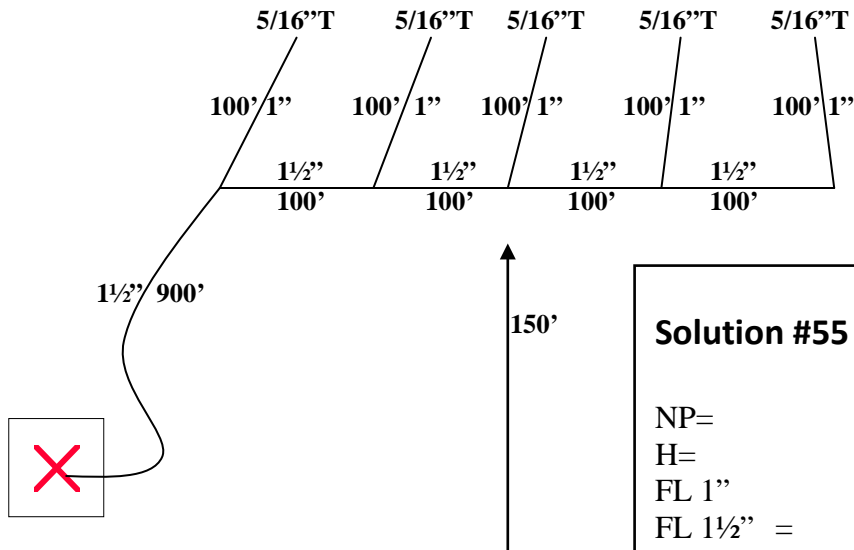 5/16”T 5/16”T 5/16”T 5/16”T 5/16”T
100’ 1” 100’ 1” 100’ 1” 100’ 1” 100’ 1”
1½” 1½” 1½” 1½”
100’ 100’ 100’ 100’
1½” 900’
150’
Solution #55
NP=
H=
FL 1”
FL 1½” =